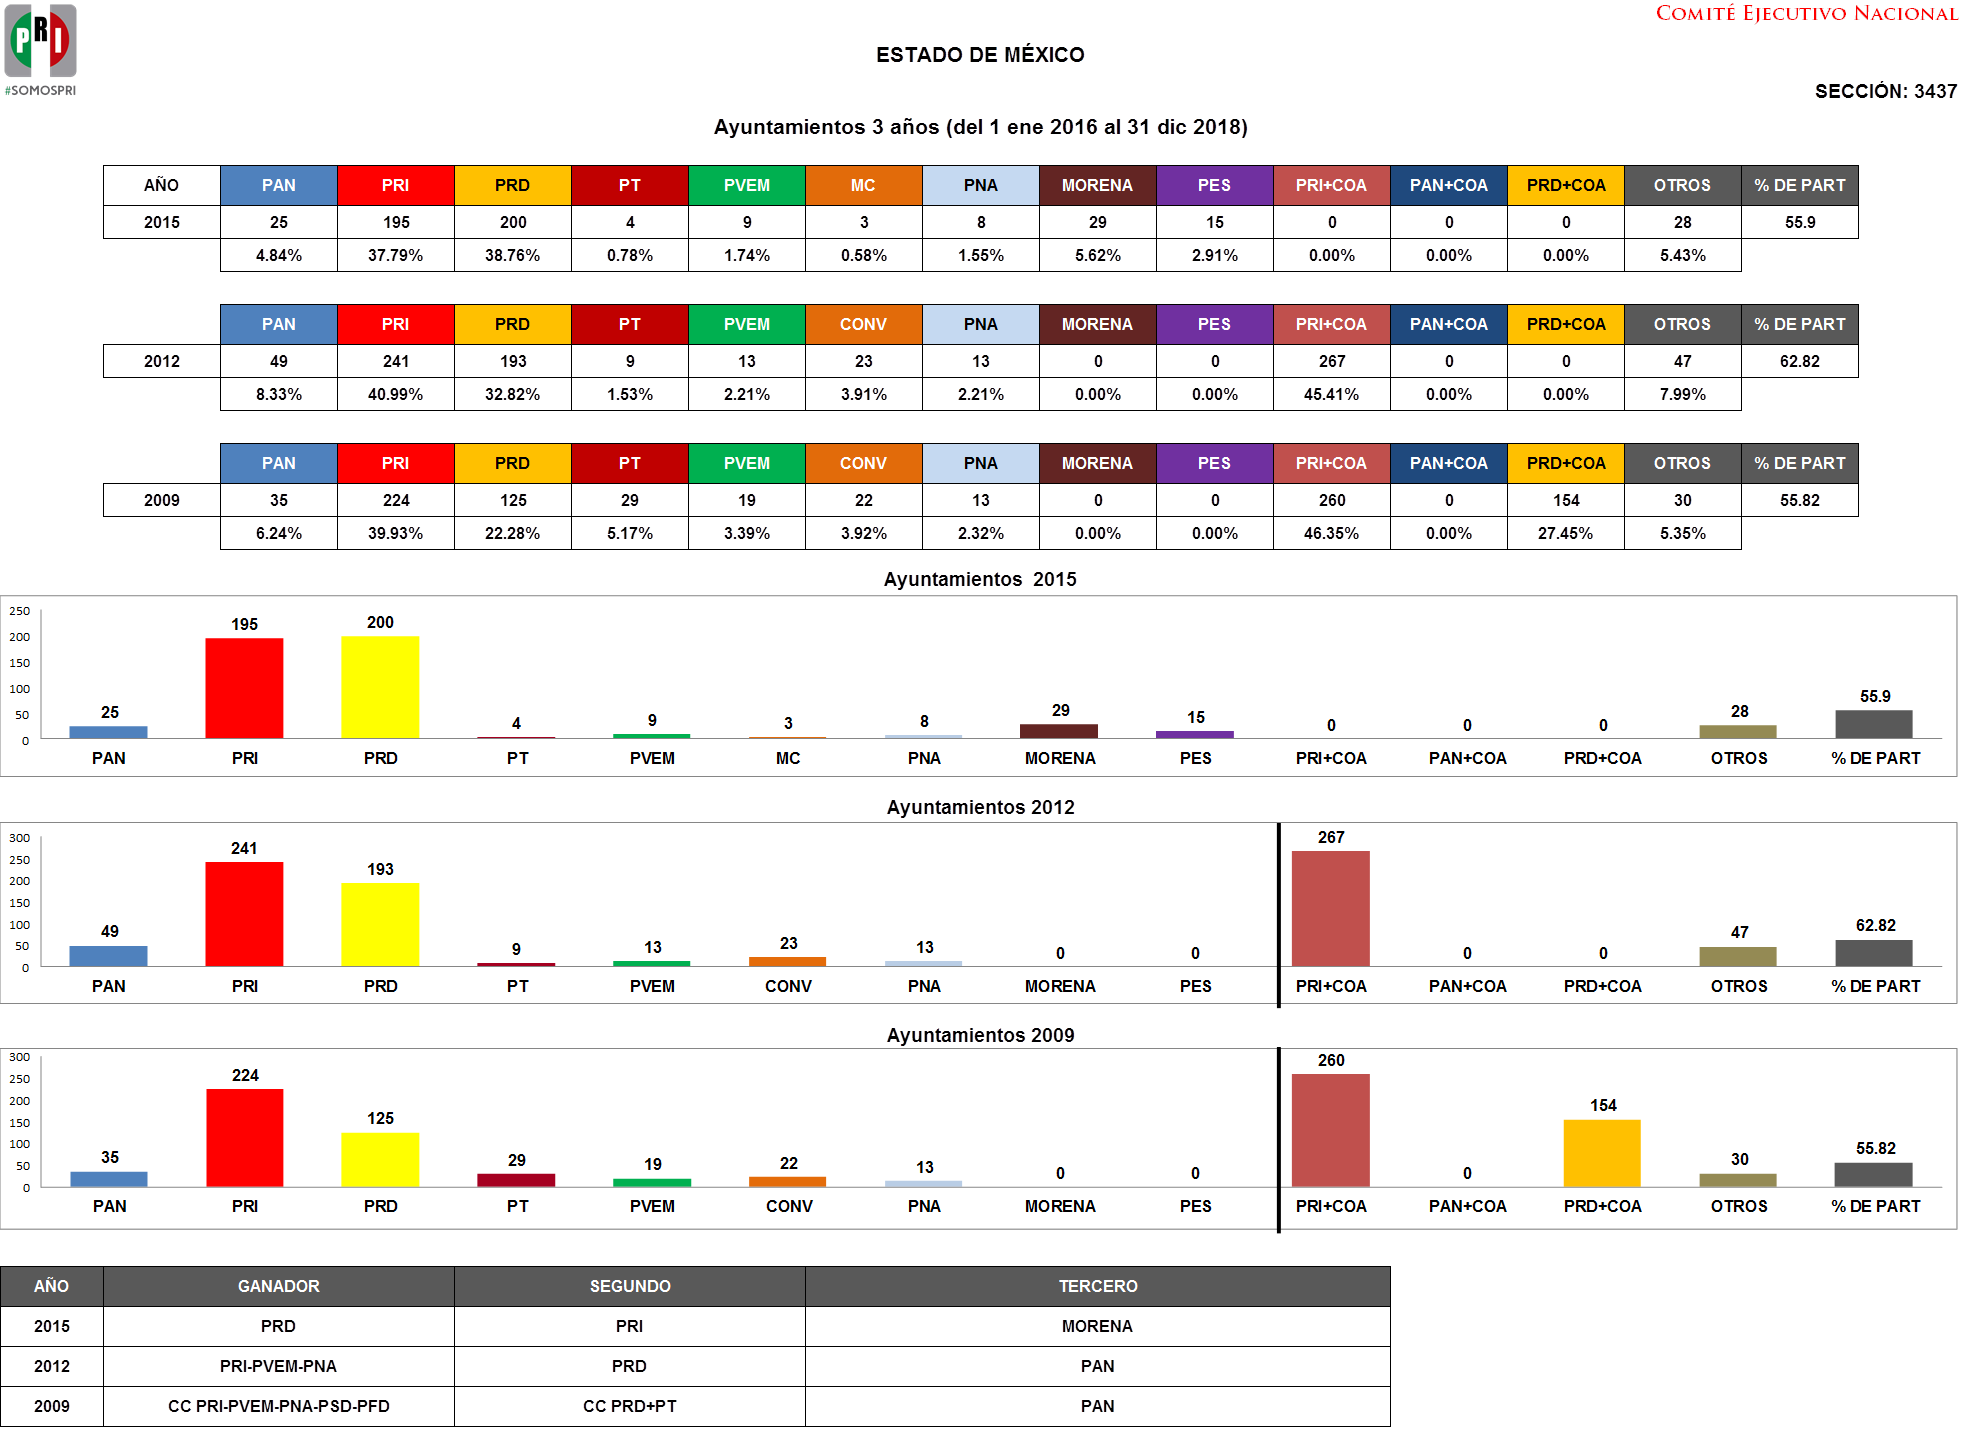 PRI
#SOMOSPRI
COMITÉ EJECUTIVO NACIONAL
ESTADO DE MÉXICO
SECCIÓN: 3437
Ayuntamientos 3 años (del 1 ene 2016 al 31 dic 2018)
AÑO PAN PRI PRD PT PVEM MC PNA MORENA PES PRI+COA PAN+COA PRD+COA OTROS % DE PART
2015 25 195 200 4 9 3 8 29 15 0 0 0 28 55.9
4.84% 37.79% 38.76% 0.78% 1.74% 0.58% 1.55% 5.62% 2.91% 0.00% 0.00% 0.00% 5.43%
PAN PRI PRD PT PVEM CONV PNA MORENA PES PRI+COA PAN+COA PRD+COA OTROS % DE PART
2012 49 241 193 9 13 23 13 0 0 267 0 0 47 62.82
8.33% 40.99% 32.82% 1.53% 2.21% 3.91% 2.21% 0.00% 0.00% 45.41% 0.00% 0.00% 7.99%
PAN PRI PRD PT PVEM CONV PNA MORENA PES PRI+COA PAN+COA PRD+COA OTROS % DE PART
2009 35 224 125 29 19 22 13 0 0 260 0 154 30 55.82
6.24% 39.93% 22.28% 5.17% 3.39% 3.92% 2.32% 0.00% 0.00% 46.35% 0.00% 27.45% 5.35%
Ayuntamientos 2015
250
200
150
100
50
0
25 195 200 4 9 3 8 29 15 0 0 0 28 55.9
PAN PRI PRD PT PVEM MC PNA MORENA PES PRI+COA PAN+COA PRD+COA OTROS % DE PART
Ayuntamientos 2012
300
250
200
150
100
50
0
49 241 193 9 13 23 13 0 0 267 0 0 47 62.82
PAN PRI PRD PT PVEM CONV PNA MORENA PES PRI+COA PAN+COA PRD+COA OTROS % DE PART
Ayuntamientos 2009
300
250
200
150
100
50
0
35 224 125 29 19 22 13 0 0 260 0 154 30 55.82
PAN PRI PRD PT PVEM CONV PNA MORENA PES PRI+COA PAN+COA PRD+COA OTROS % DE PART
AÑO GANADOR SEGUNDO TERCERO
2015 PRD PRI MORENA
2012 PRI-PVEM-PNA PRD PAN
2009 CC PRI-PVEM-PNA-PSD-PFD CC PRD+PT PAN